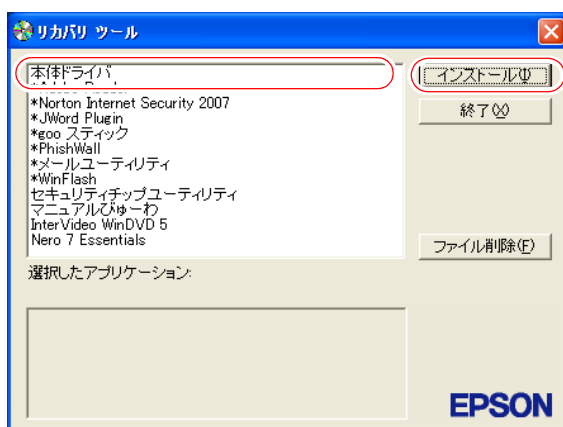 リカバリ ツール
本体ドライバ
*Norton Internet Security 2007
*JWord Plugin
*goo スティック
*PhishWall
*メールユーティリティ
*WinFlash
セキュリティチップユーティリティ
マニュアルびゅーわ
InterVideo WinDVD 5
Nero 7 Essentials
インストール(I)
終了(X)
ファイル削除(F)
選択したアプリケーション:
EPSON